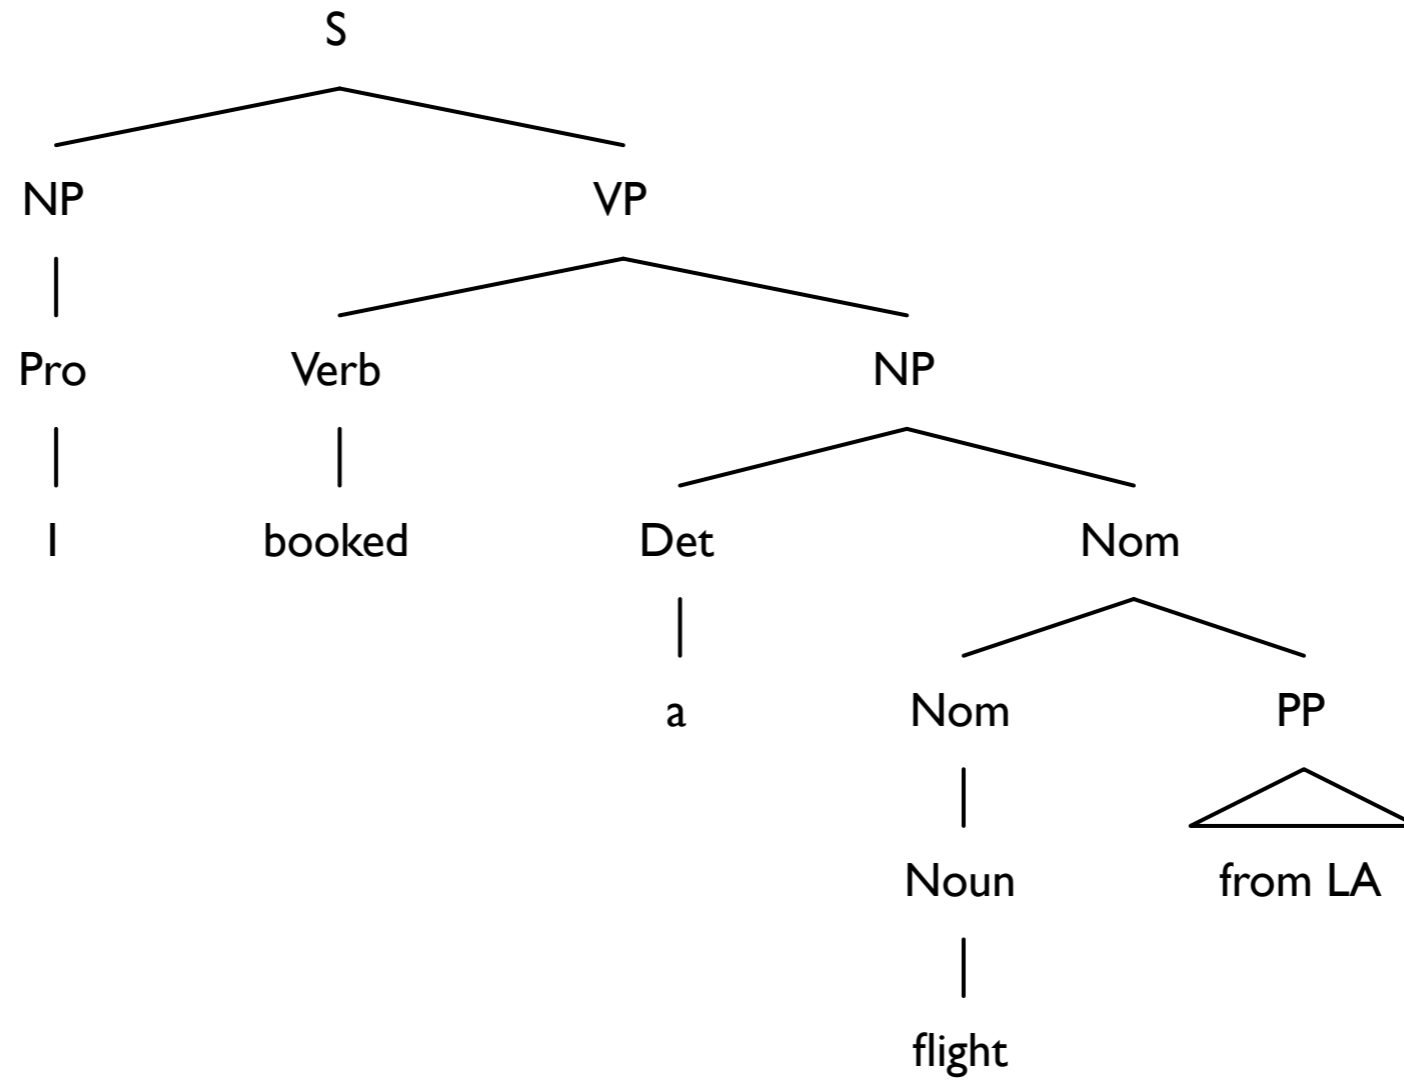 S
NP VP
Pro Verb NP
I booked Det Nom
a Nom PP
Noun from LA
flight